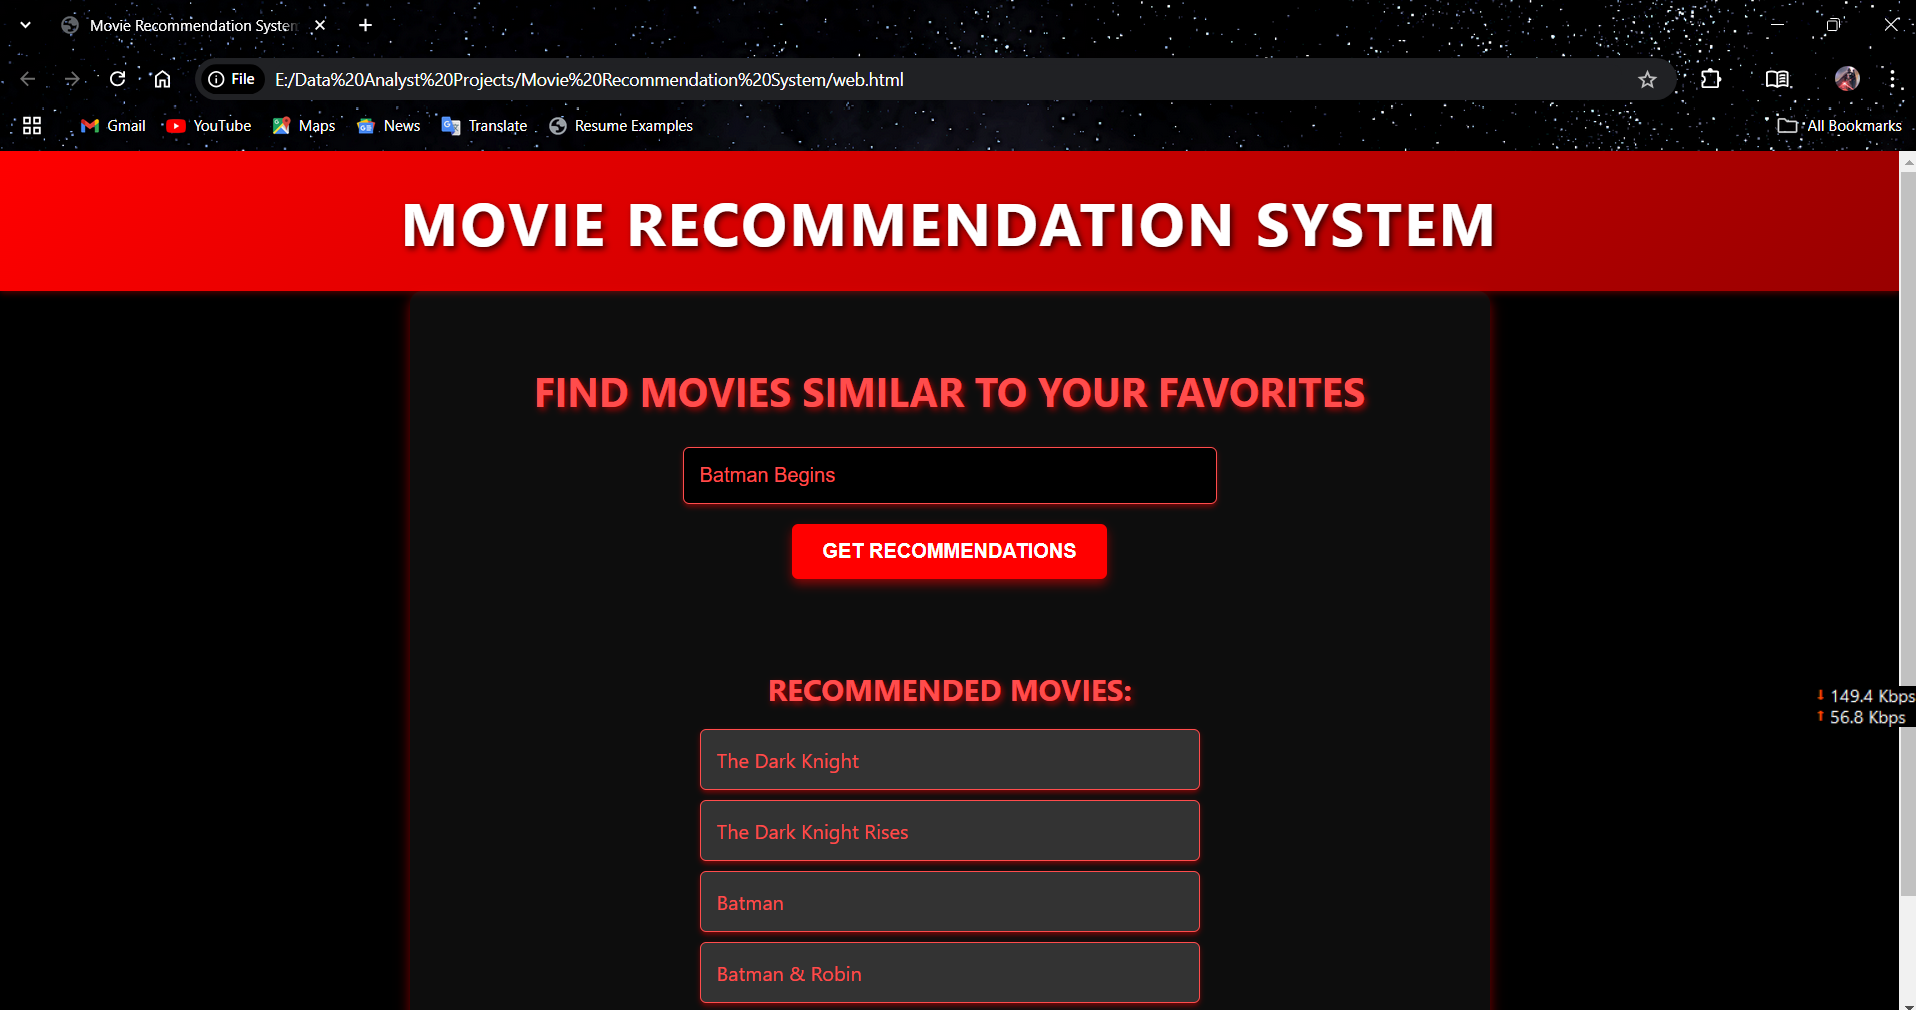 Movie Recommendation System
File
E:/Data%20Analyst%20Projects/Movie%20Recommendation%20System/web.html
Gmail
YouTube
Maps
News
Translate
Resume Examples
All Bookmarks
MOVIE RECOMMENDATION SYSTEM
FIND MOVIES SIMILAR TO YOUR FAVORITES
Batman Begins
GET RECOMMENDATIONS
RECOMMENDED MOVIES:
149.4 Kbps
56.8 Kbps
The Dark Knight
The Dark Knight Rises
Batman
Batman & Robin